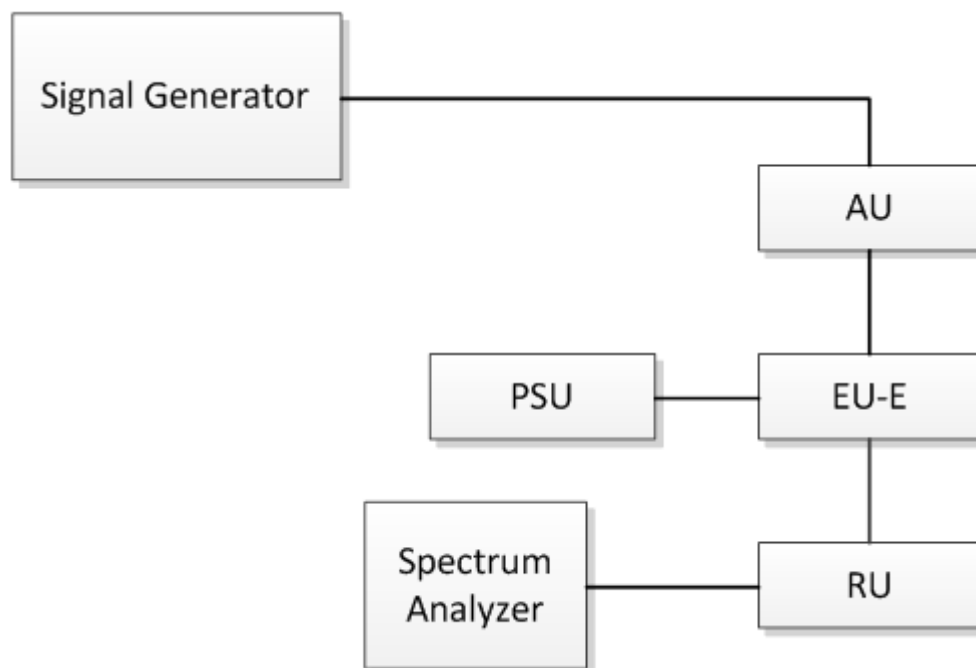 Signal Generator
AU
PSU
EU-E
Spectrum
Analyzer
RU